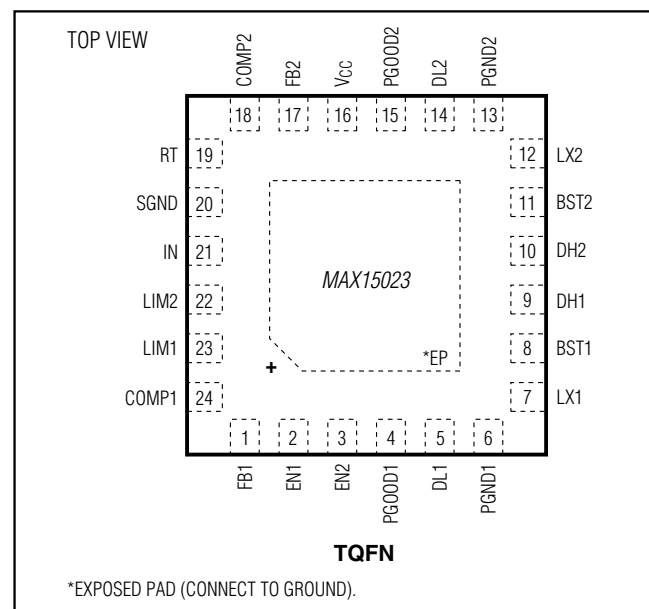 TOP VIEW
COMP2 FB2 VCC PGOOD2 DL2 PGND2
18 17 16 15 14 13
RT 19 12 LX2
SGND 20 11 BST2
IN 21 10 DH2
MAX15023
LIM2 22 9 DH1
LIM1 23 8 BST1
*EP
+
COMP1 24 7 LX1
1 2 3 4 5 6
FB1 EN1 EN2 PGOOD1 DL1 PGND1
TQFN
*EXPOSED PAD (CONNECT TO GROUND).